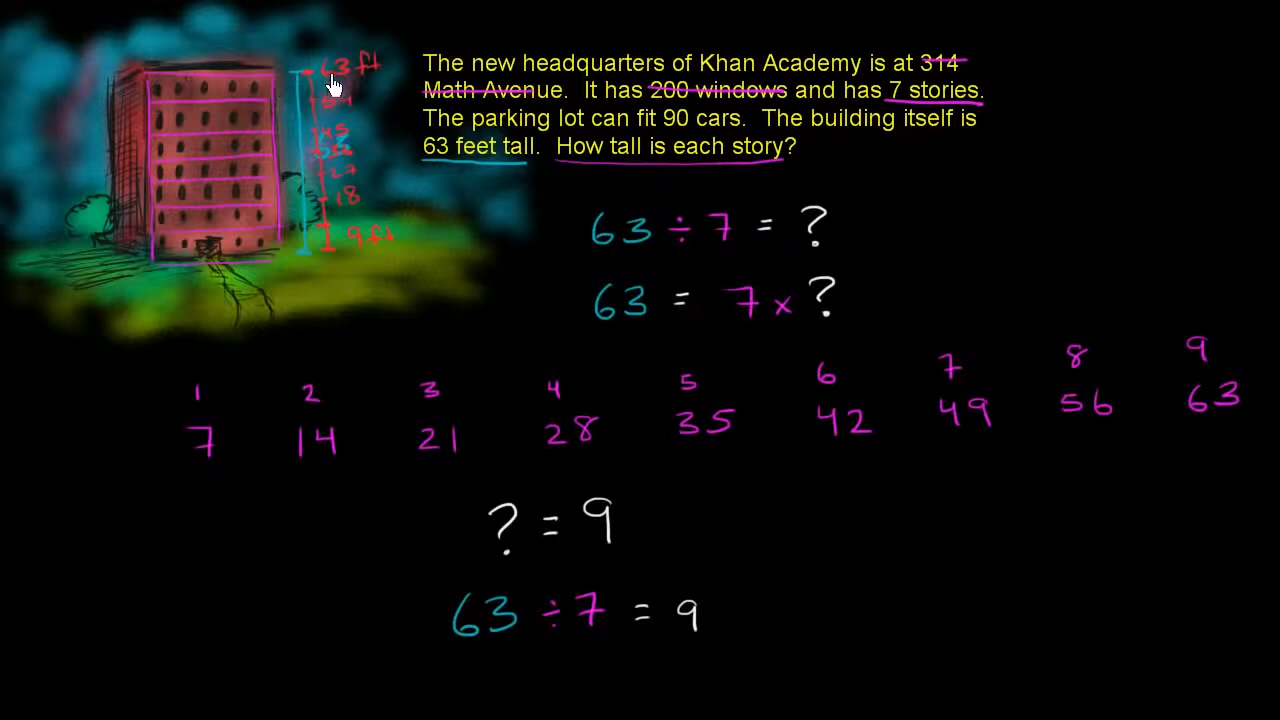 The new headquarters of Khan Academy is at 314
Math Avenue. It has 200 windows and has 7 stories.
The parking lot can fit 90 cars. The building itself is
63 feet tall. How tall is each story?
63 ft
54
45
36
27
18
9 ft
63 ÷ 7 = ?
63 = 7 x ?
1 2 3 4 5 6 7 8 9
7 14 21 28 35 42 49 56 63
? = 9
63 ÷ 7 = 9